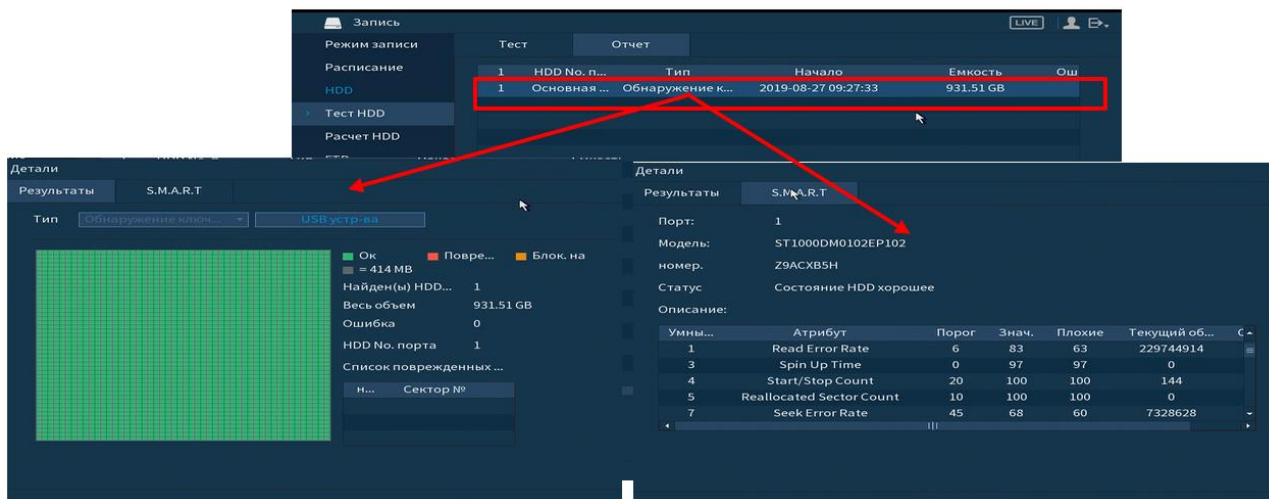 Запись LIVE
Режим записи Тест Отчет
Расписание
1 HDD No. п... Тип Начало Емкость Ош
HDD 1 Основная ... Обнаружение к... 2019-08-27 09:27:33 931.51 GB
Тест HDD
Расчет HDD
Детали
Результаты S.M.A.R.T
Тип Обнаружение ключ... USB устр-ва
Ок Повре... Блок. на
= 414 MB
Найден(ы) HDD... 1
Весь объем 931.51 GB
Ошибка 0
HDD No. порта 1
Список поврежденных ...
н... Сектор №
Детали
Результаты S.M.A.R.T
Порт: 1
Модель: ST1000DM0102EP102
номер. Z9ACXB5H
Статус Состояние HDD хорошее
Описание:
Умны... Атрибут Порог Знач. Плохие Текущий об... С
1 Read Error Rate 6 83 63 229744914
3 Spin Up Time 0 97 97 0
4 Start/Stop Count 20 100 100 144
5 Reallocated Sector Count 10 100 100 0
7 Seek Error Rate 45 68 60 7328628